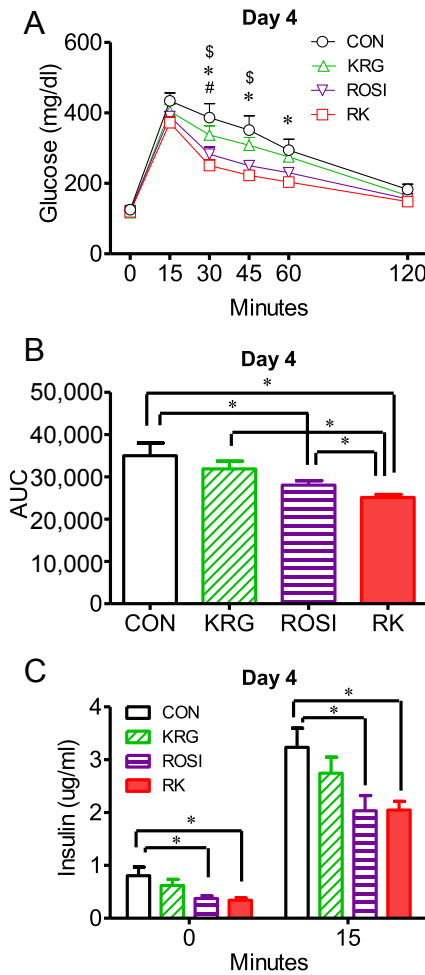 A
Day 4
Glucose (mg/dl)
600
400
200
0
$
*
#
$
*
*
CON
KRG
ROSI
RK
0 15 30 45 60 120
Minutes
B
Day 4
AUC
50,000
40,000
30,000
20,000
10,000
0
*
*
*
*
CON KRG ROSI RK
C
Day 4
Insulin (ug/ml)
4
3
2
1
0
CON
KRG
ROSI
RK
*
*
*
*
0 15
Minutes